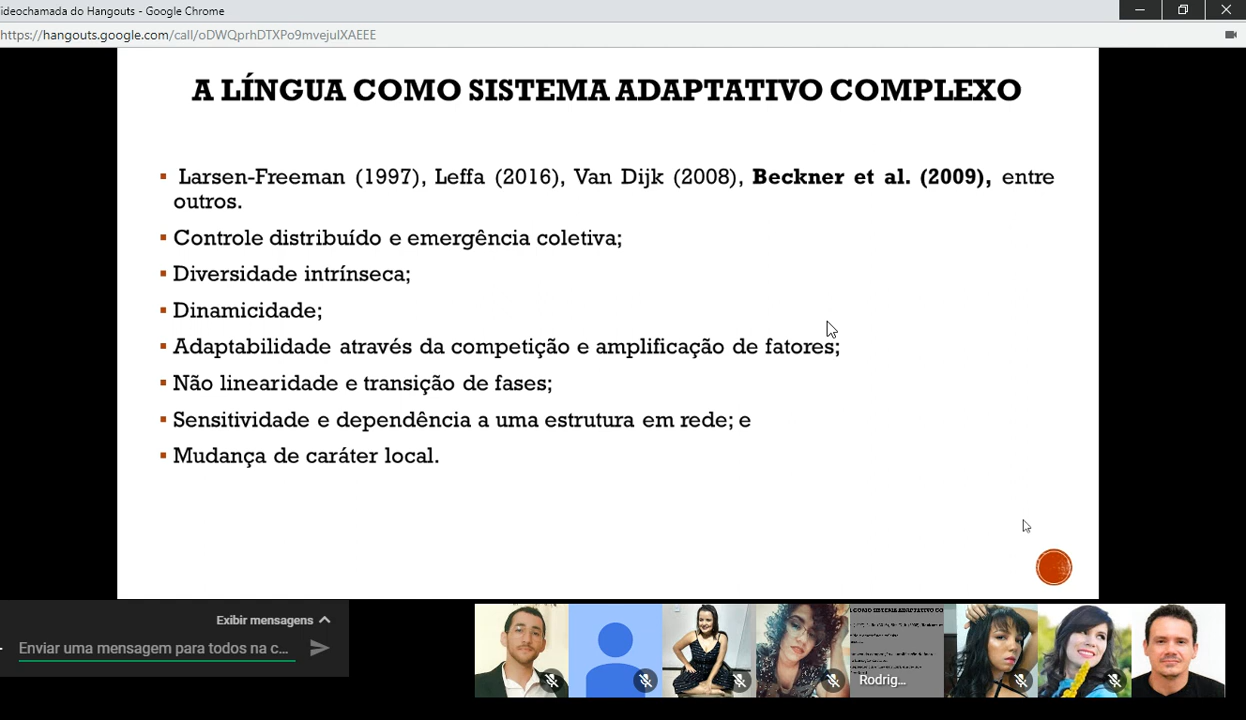 ideochamada do Hangouts - Google Chrome
https://hangouts.google.com/call/oDWQprhDTXPo9mvejulXAEEE
A LÍNGUA COMO SISTEMA ADAPTATIVO COMPLEXO
▪ Larsen-Freeman (1997), Leffa (2016), Van Dijk (2008), Beckner et al. (2009), entre
outros.
▪ Controle distribuído e emergência coletiva;
▪ Diversidade intrínseca;
▪ Dinamicidade;
▪ Adaptabilidade através da competição e amplificação de fatores;
▪ Não linearidade e transição de fases;
▪ Sensitividade e dependência a uma estrutura em rede; e
▪ Mudança de caráter local.
Exibir mensagens
Enviar uma mensagem para todos na c...
Rodrig...